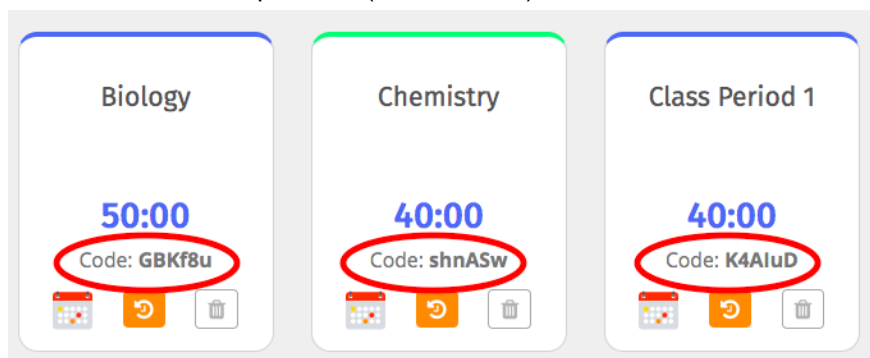 Biology
50:00
Code: GBKf8u
Chemistry
40:00
Code: shnASw
Class Period 1
40:00
Code: K4AIuD